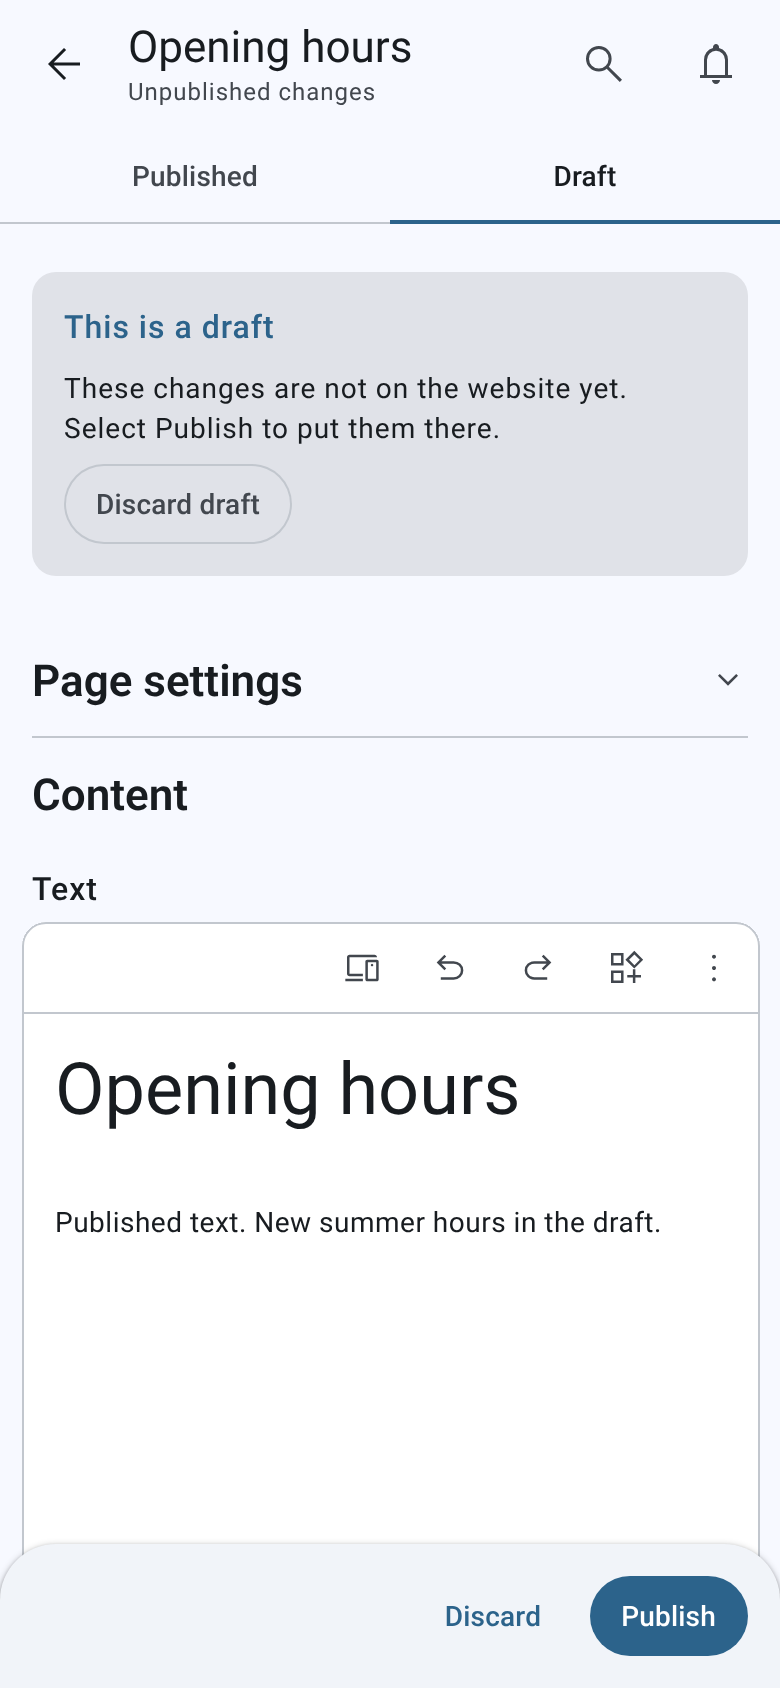 Opening hours
Unpublished changes
Published
Draft
This is a draft
These changes are not on the website yet.
Select Publish to put them there.
Discard draft
Page settings
Content
Text
Opening hours
Published text. New summer hours in the draft.
Discard
Publish